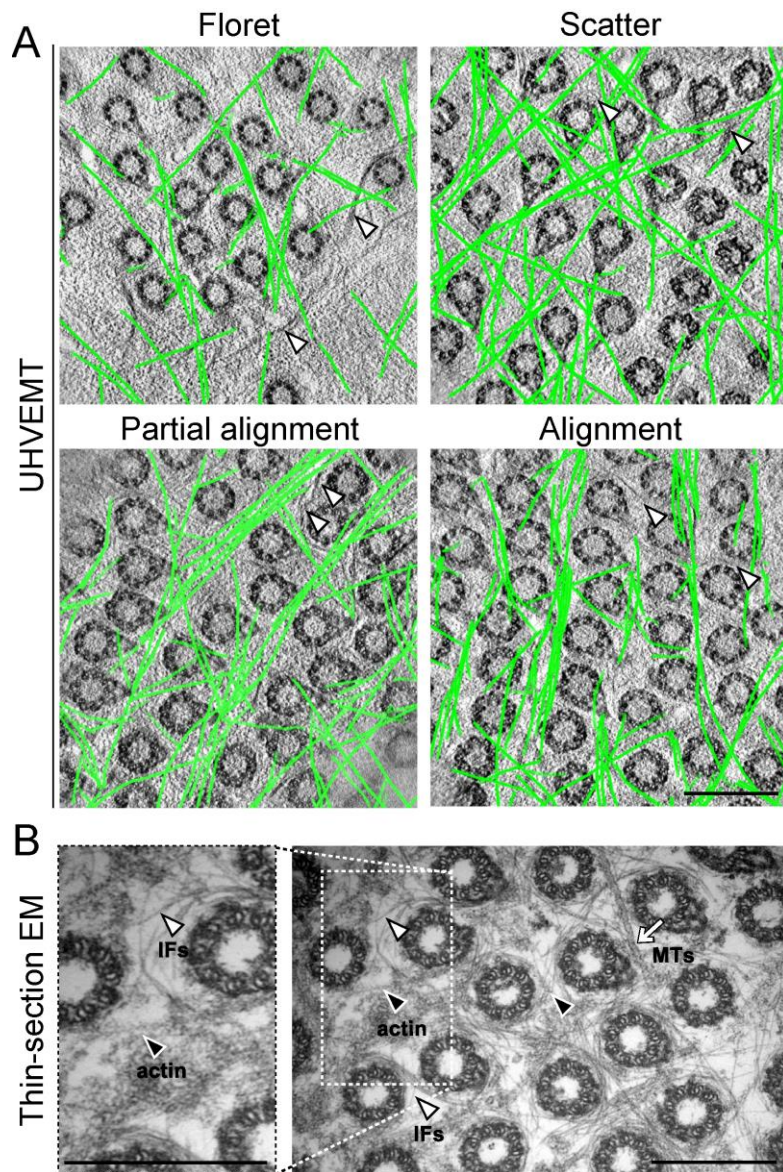 A
Floret
Scatter
UHVEMT
Partial alignment
Alignment
B
Thin-section EM
IFs
actin
MTs
actin
IFs